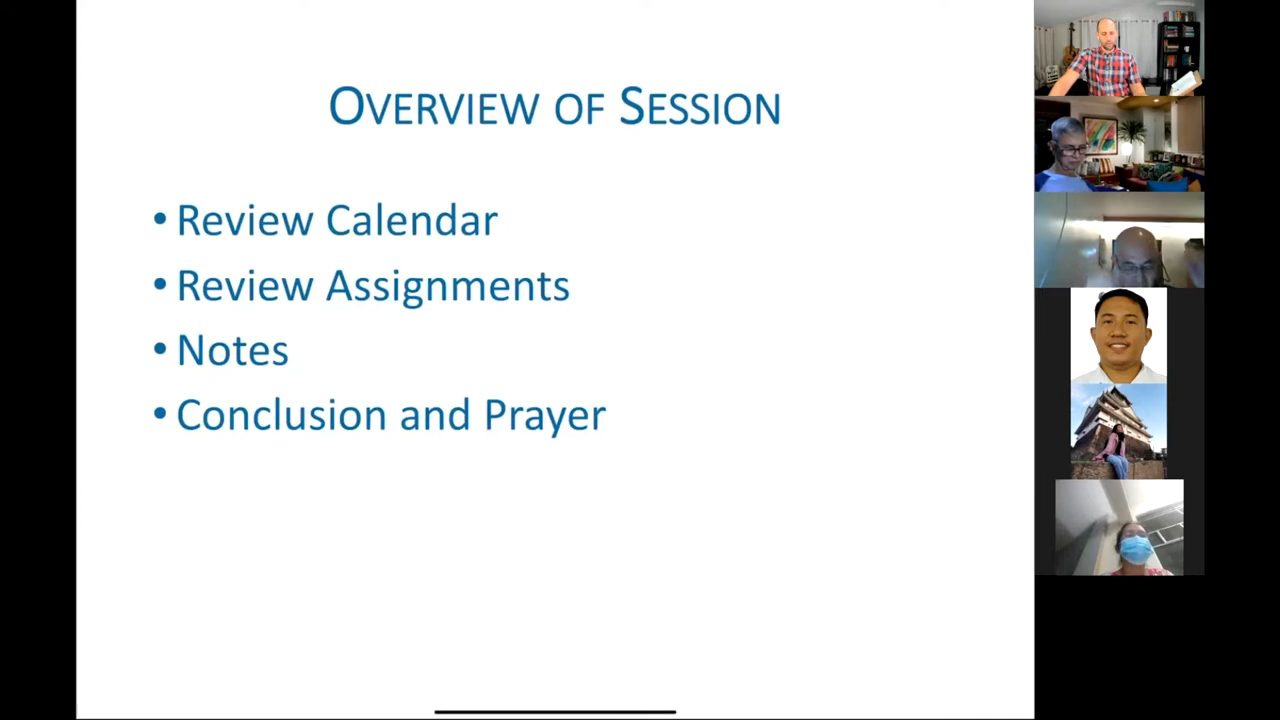 OVERVIEW OF SESSION
• Review Calendar
• Review Assignments
• Notes
• Conclusion and Prayer